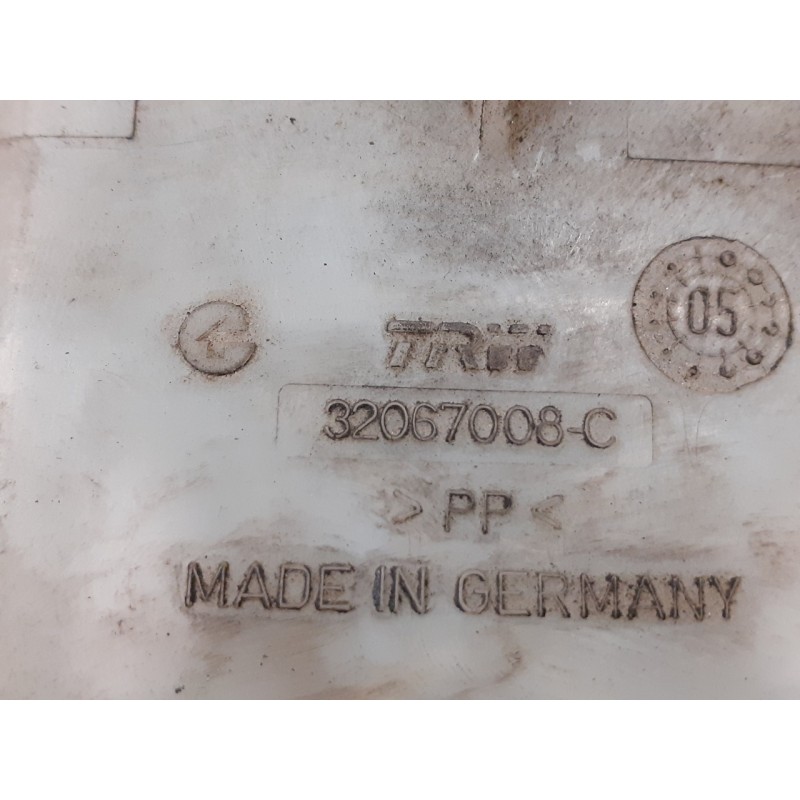 05
TRW
32067008-C
> PP <
MADE IN GERMANY